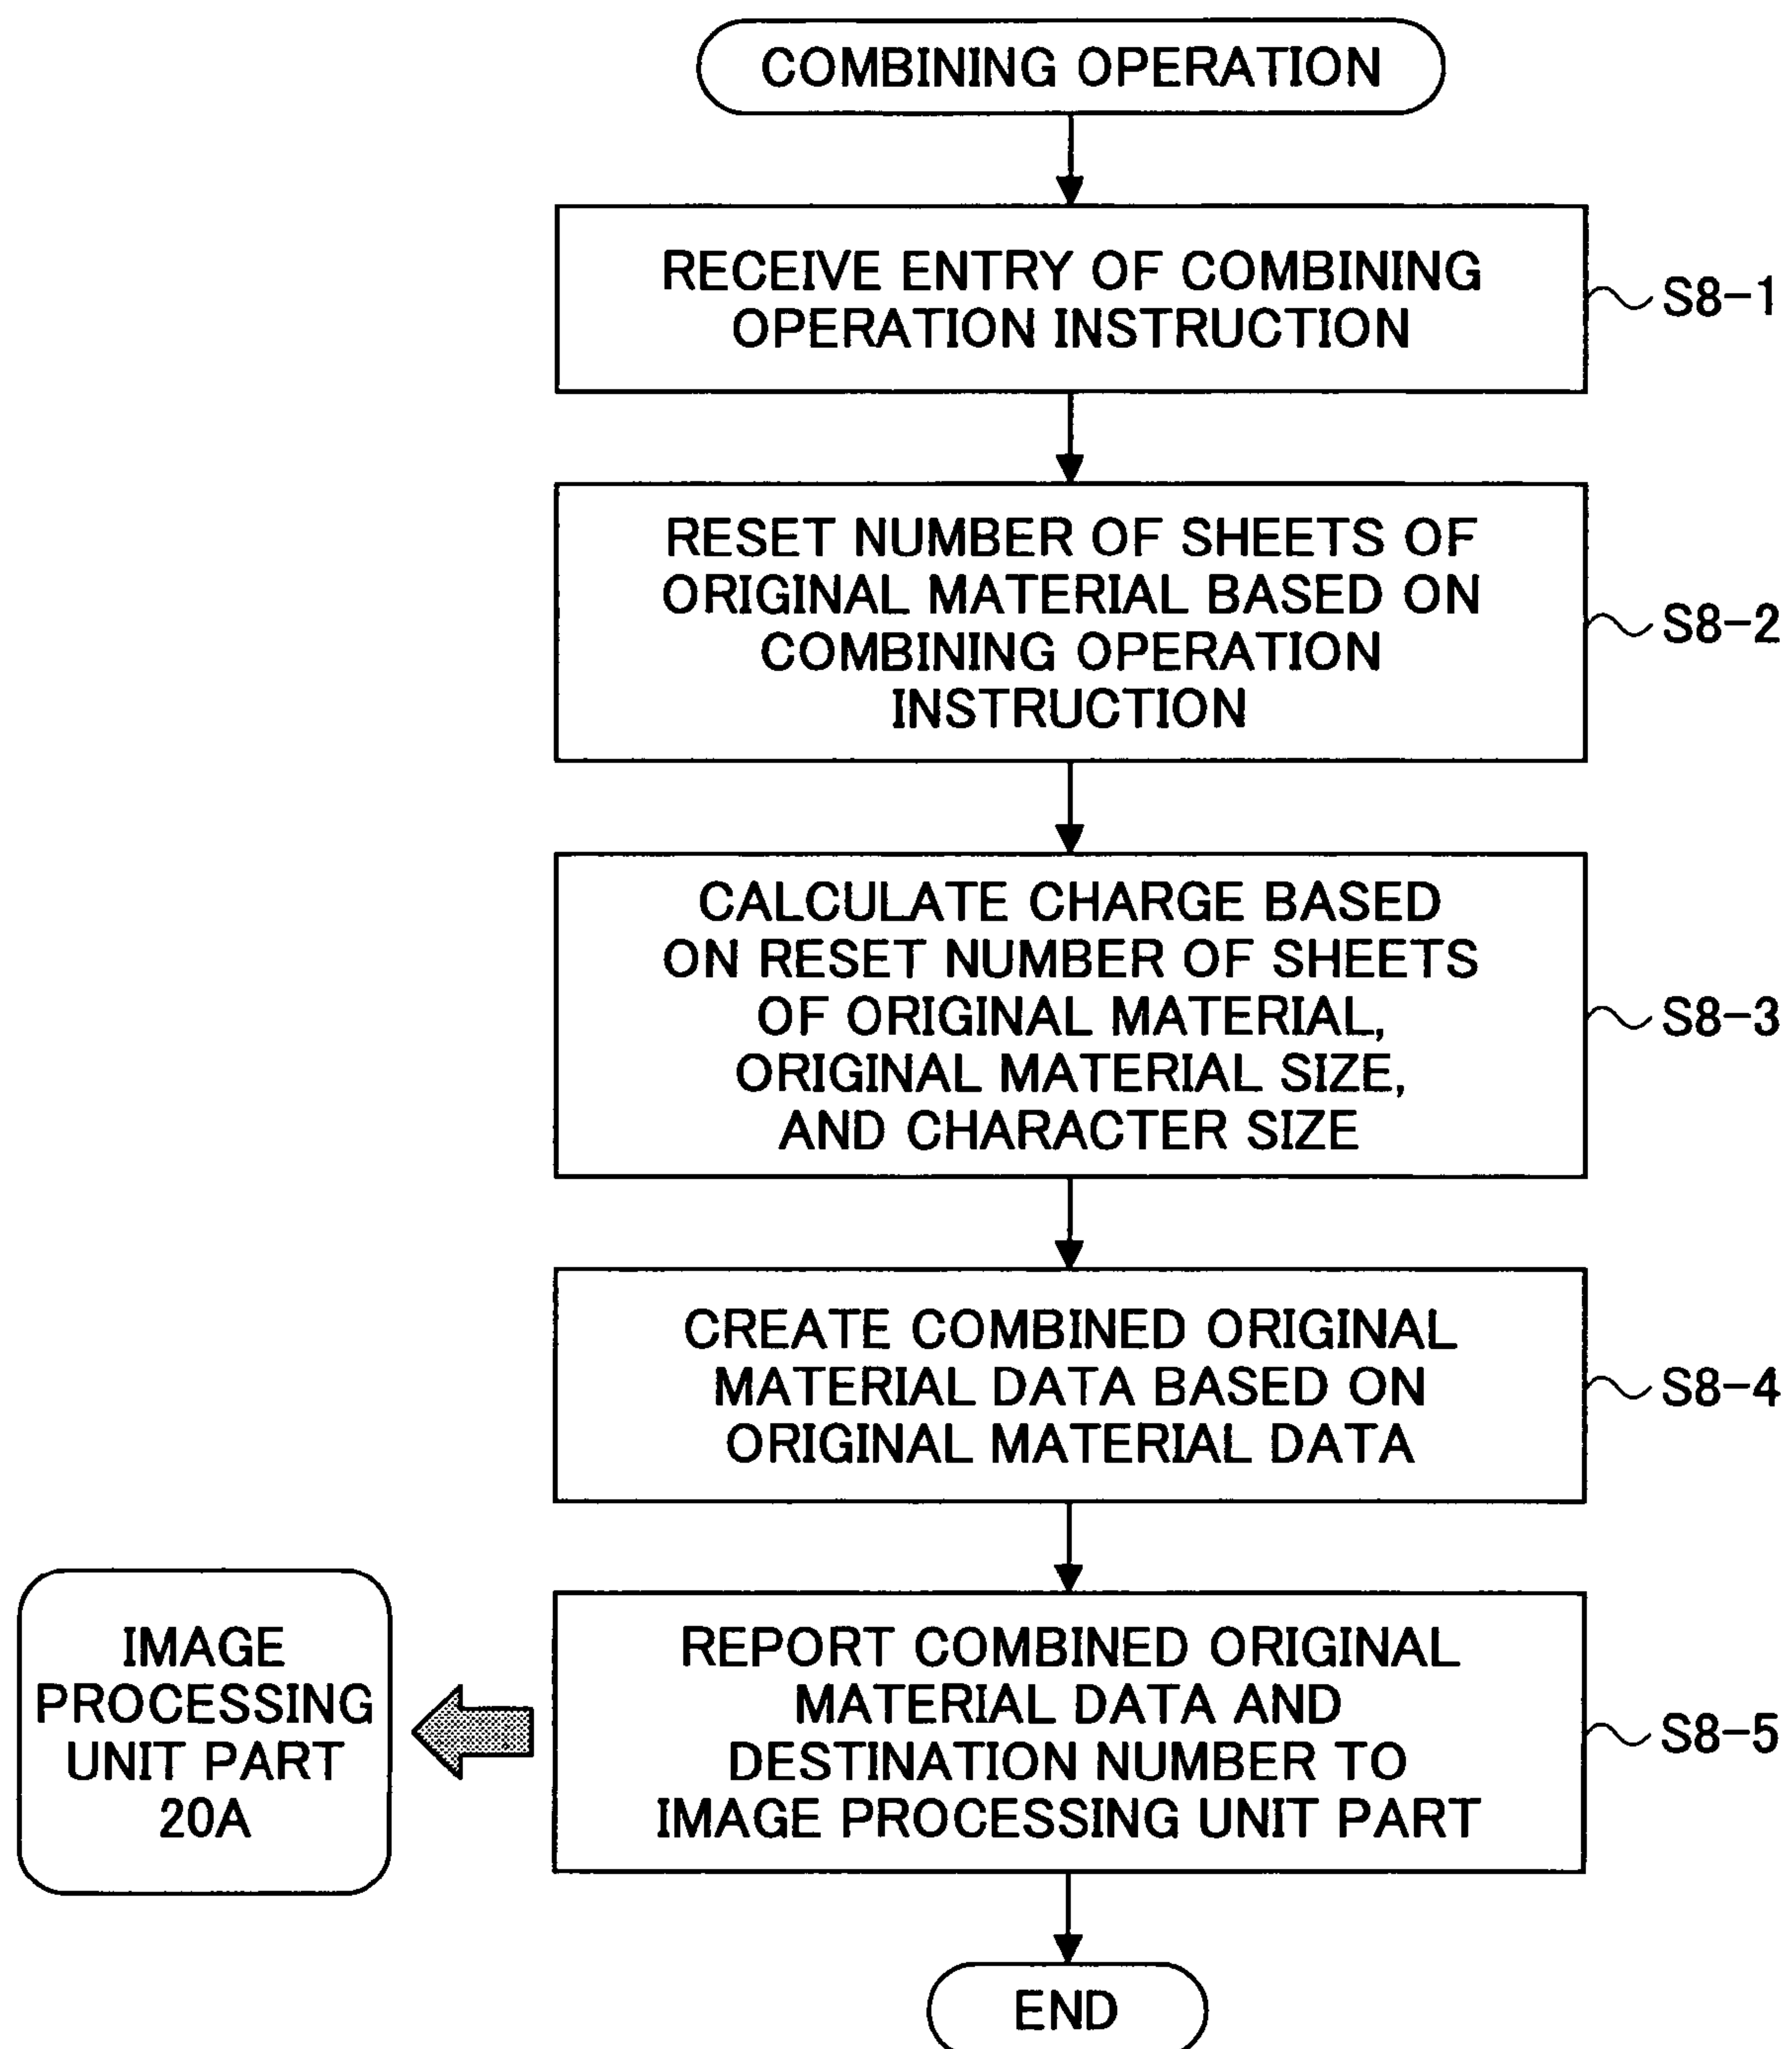 COMBINING OPERATION
RECEIVE ENTRY OF COMBINING
OPERATION INSTRUCTION
S8-1
RESET NUMBER OF SHEETS OF
ORIGINAL MATERIAL BASED ON
COMBINING OPERATION
INSTRUCTION
S8-2
CALCULATE CHARGE BASED
ON RESET NUMBER OF SHEETS
OF ORIGINAL MATERIAL,
ORIGINAL MATERIAL SIZE,
AND CHARACTER SIZE
S8-3
CREATE COMBINED ORIGINAL
MATERIAL DATA BASED ON
ORIGINAL MATERIAL DATA
S8-4
IMAGE
PROCESSING
UNIT PART
20A
REPORT COMBINED ORIGINAL
MATERIAL DATA AND
DESTINATION NUMBER TO
IMAGE PROCESSING UNIT PART
S8-5
END